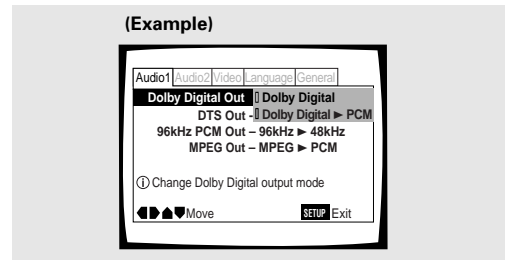 (Example)
Audio1 Audio2 Video Language General
Dolby Digital Out Dolby Digital
DTS Out - Dolby Digital ► PCM
96kHz PCM Out – 96kHz ► 48kHz
MPEG Out – MPEG ► PCM
ⓘ Change Dolby Digital output mode
Move SETUP Exit